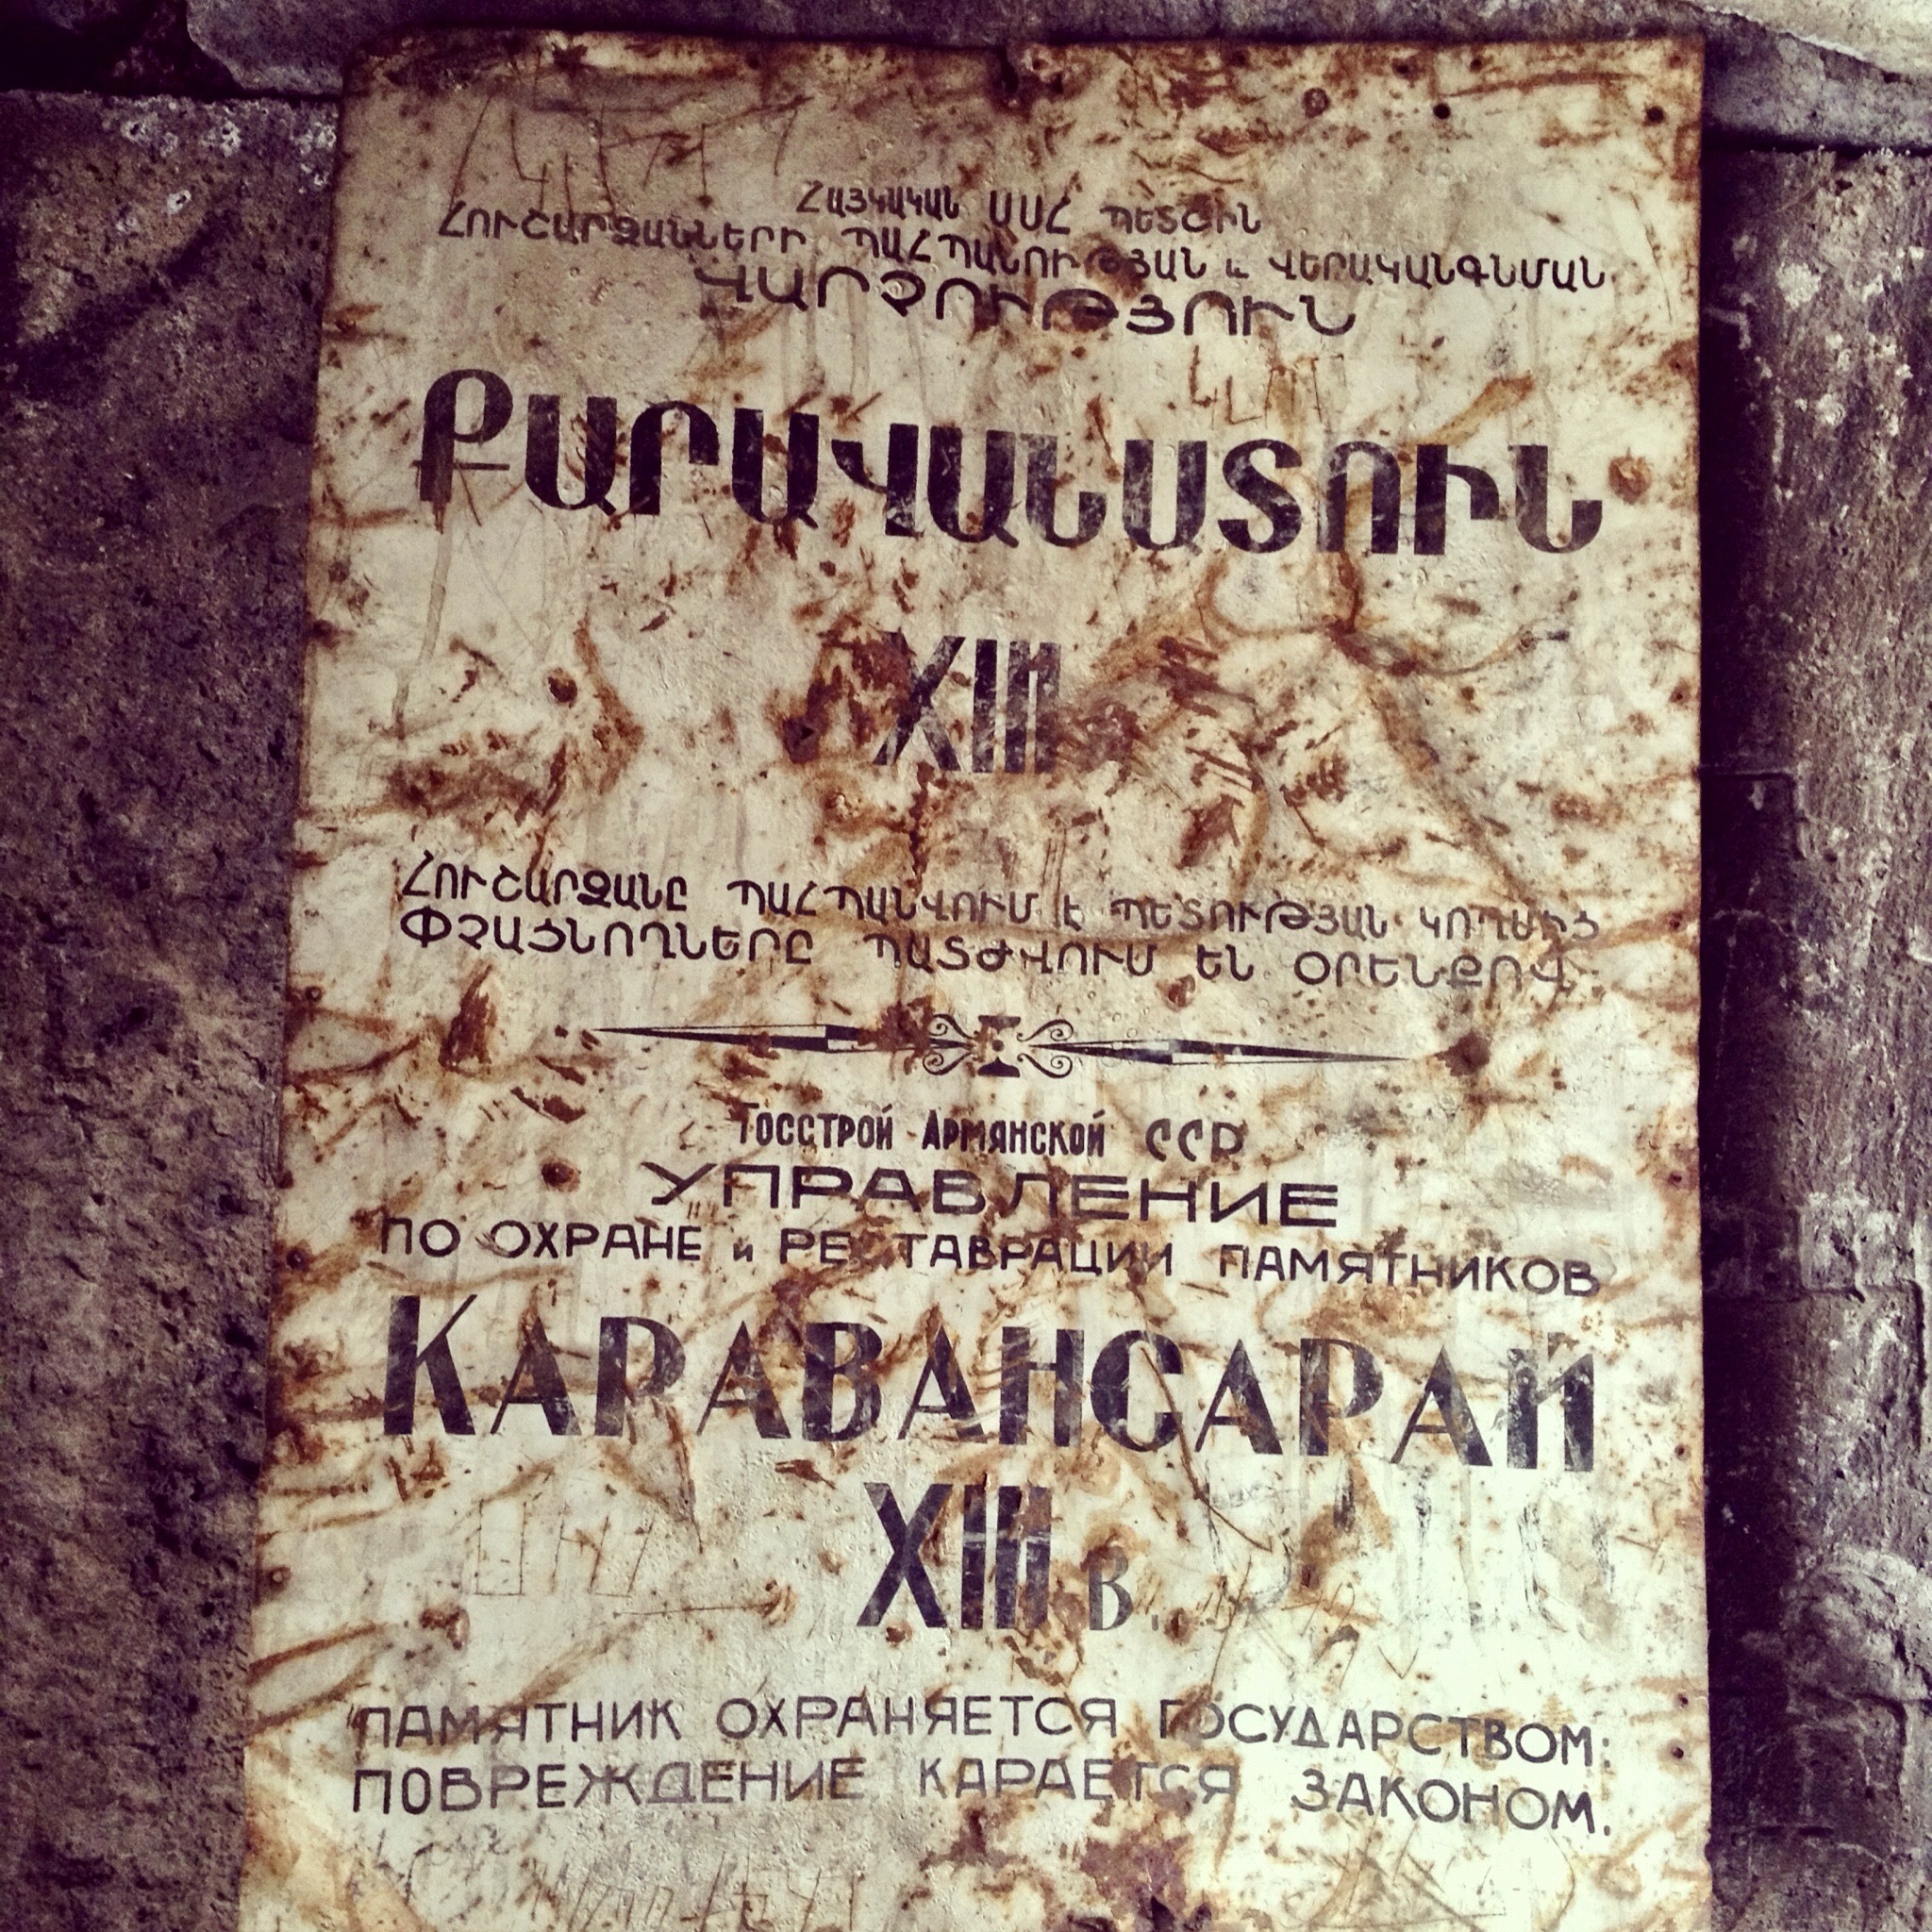 ՀԱՅԿԱԿԱՆ ՍՍՀ ՊԵՏՇԻՆ
ՀՈՒՇԱՐՁԱՆՆԵՐԻ ՊԱՀՊԱՆՈՒԹՅԱՆ և ՎԵՐԱԿԱՆԳՆՄԱՆ
ՎԱՐՉՈՒԹՅՈՒՆ
ՔԱՐԱՎԱՆԱՏՈՒՆ
XIII
ՀՈՒՇԱՐՁԱՆԸ ՊԱՀՊԱՆՎՈՒՄ Է ՊԵՏՈՒԹՅԱՆ ԿՈՂՄԻՑ
ՓՉԱՑՆՈՂՆԵՐԸ ՊԱՏԺՎՈՒՄ ԵՆ ՕՐԵՆՔՈՎ
ГОССТРОЙ АРМЯНСКОЙ ССР
УПРАВЛЕНИЕ
ПО ОХРАНЕ и РЕСТАВРАЦИИ ПАМЯТНИКОВ
КАРАВАНСАРАЙ
XIII в.
ПАМЯТНИК ОХРАНЯЕТСЯ ГОСУДАРСТВОМ:
ПОВРЕЖДЕНИЕ КАРАЕТСЯ ЗАКОНОМ.